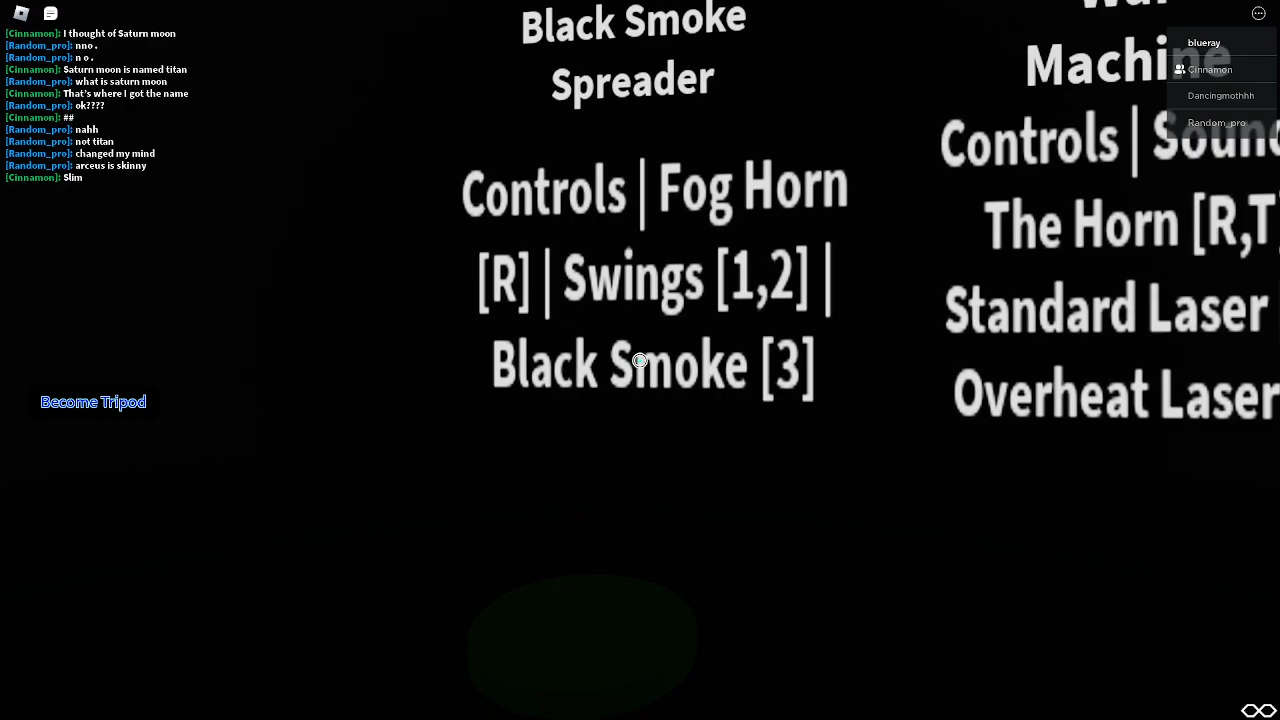 [Cinnamon]: I thought of Saturn moon
[Random_pro]: nno .
[Random_pro]: n o .
[Cinnamon]: Saturn moon is named titan
[Random_pro]: what is saturn moon
[Cinnamon]: That's where I got the name
[Random_pro]: ok????
[Cinnamon]: ##
[Random_pro]: nahh
[Random_pro]: not titan
[Random_pro]: changed my mind
[Random_pro]: arceus is skinny
[Cinnamon]: Slim
Become Tripod
Black Smoke
Spreader
Controls | Fog Horn
[R] | Swings [1,2] |
Black Smoke [3]
Machine
Controls | Sound
The Horn [R,T
Standard Laser
Overheat Laser
blueray
Cinnamon
Dancingmothhh
Random_pro